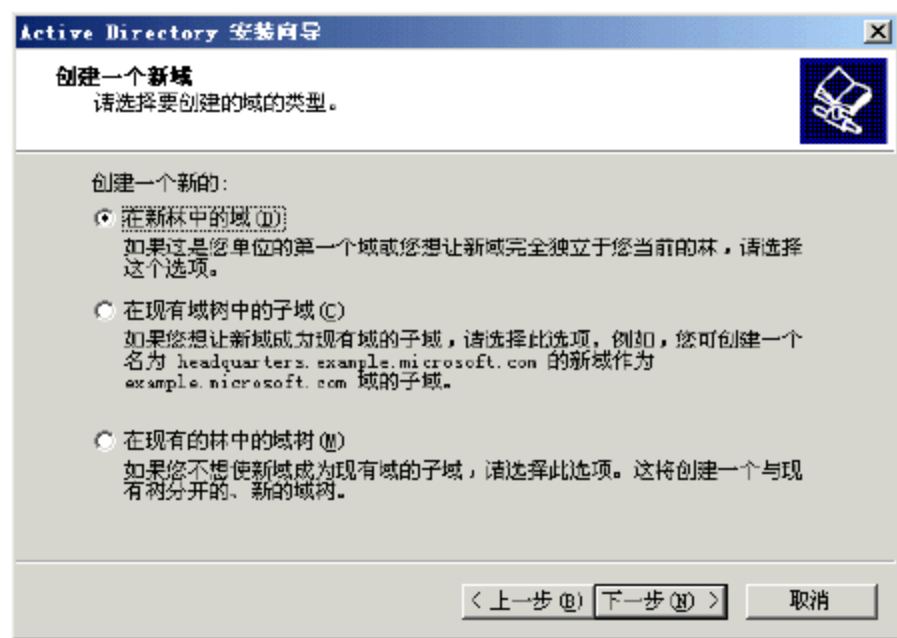 Active Directory 安装向导
创建一个新域
请选择要创建的域的类型。
创建一个新的:
在新林中的域(D)
如果这是您单位的第一个域或您想让新域完全独立于您当前的林，请选择
这个选项。
在现有域树中的子域(C)
如果您想让新域成为现有域的子域，请选择此选项。例如，您可创建一个
名为 headquarters.example.microsoft.com 的新域作为
example.microsoft.com 域的子域。
在现有的林中的域树(M)
如果您不想使新域成为现有域的子域，请选择此选项。这将创建一个与现
有树分开的、新的域树。
< 上一步(B) 下一步(N) > 取消